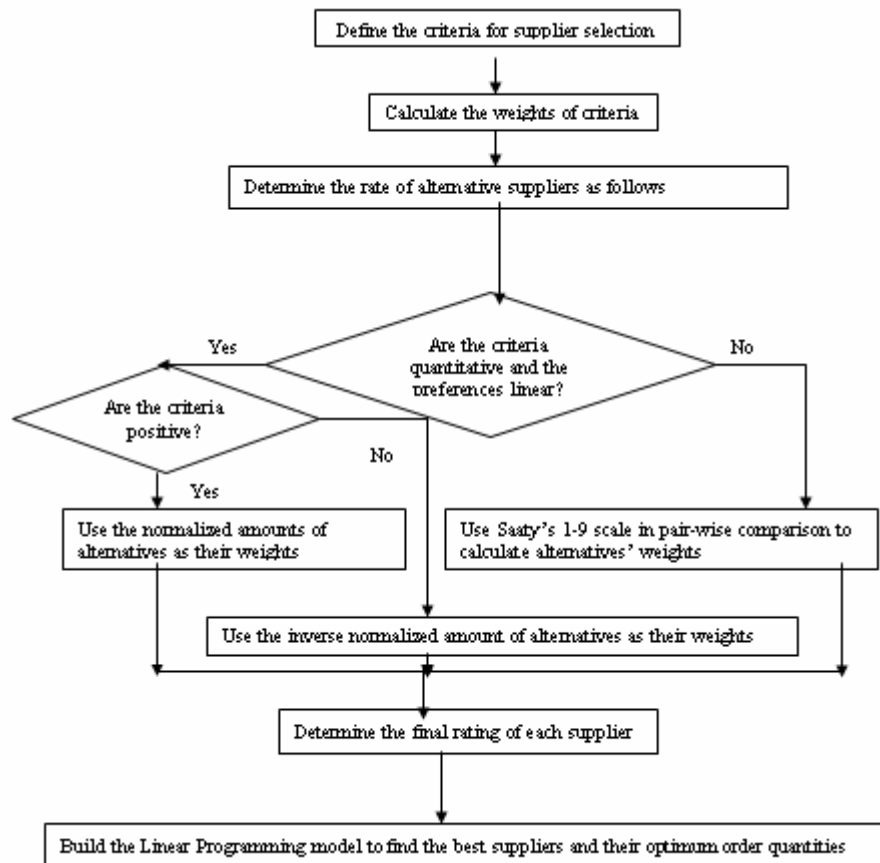 Define the criteria for supplier selection
Calculate the weights of criteria
Determine the rate of alternative suppliers as follows
Yes
Are the criteria
quantitative and the
preferences linear?
No
Are the criteria
positive?
No
Yes
Use the normalized amounts of
alternatives as their weights
Use Saaty's 1-9 scale in pair-wise comparison to
calculate alternatives' weights
Use the inverse normalized amount of alternatives as their weights
Determine the final rating of each supplier
Build the Linear Programming model to find the best suppliers and their optimum order quantities